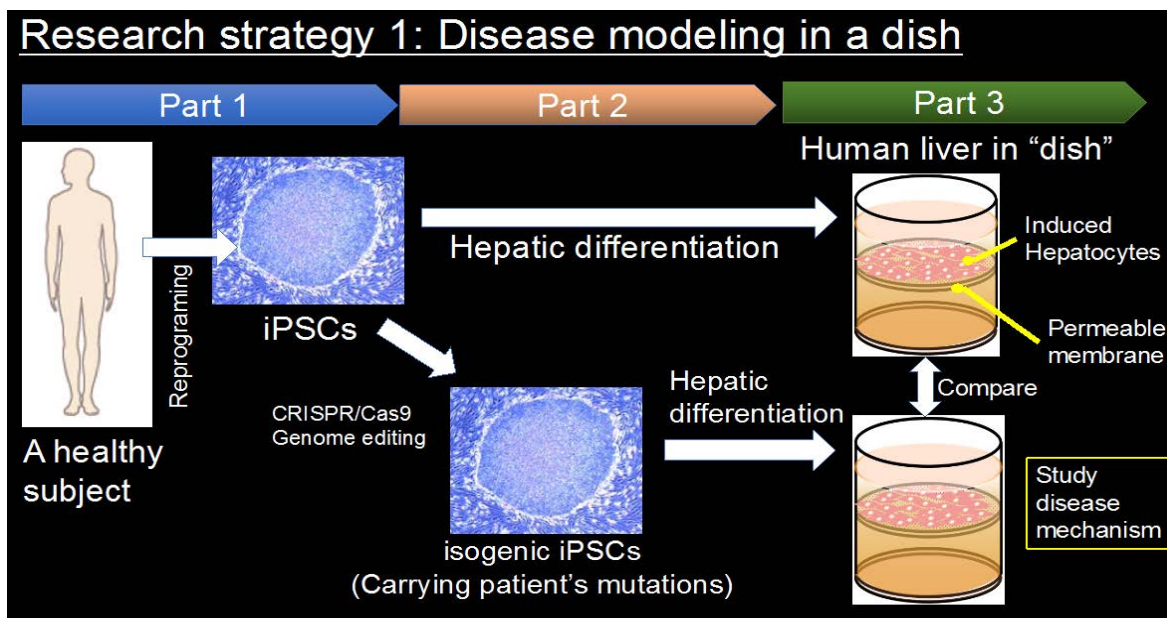 Research strategy 1: Disease modeling in a dish
Part 1
Part 2
Part 3
Human liver in “dish”
Reprograming
iPSCs
Hepatic differentiation
Induced
Hepatocytes
Permeable
membrane
A healthy
subject
CRISPR/Cas9
Genome editing
Hepatic
differentiation
Compare
isogenic iPSCs
(Carrying patient’s mutations)
Study
disease
mechanism